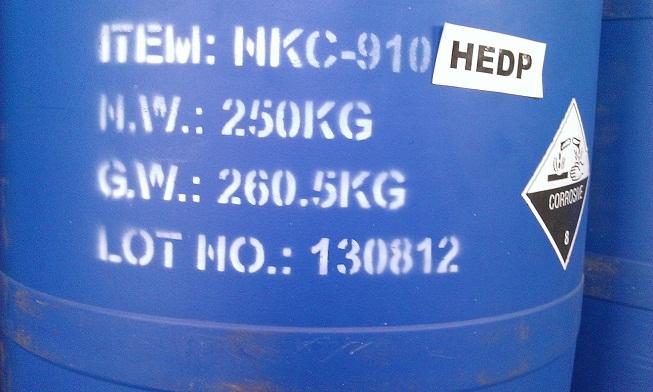 ITEM: NKC-910 HEDP
N.W.: 250KG
G.W.: 260.5KG
LOT NO.: 130812
CORROSIVE
8